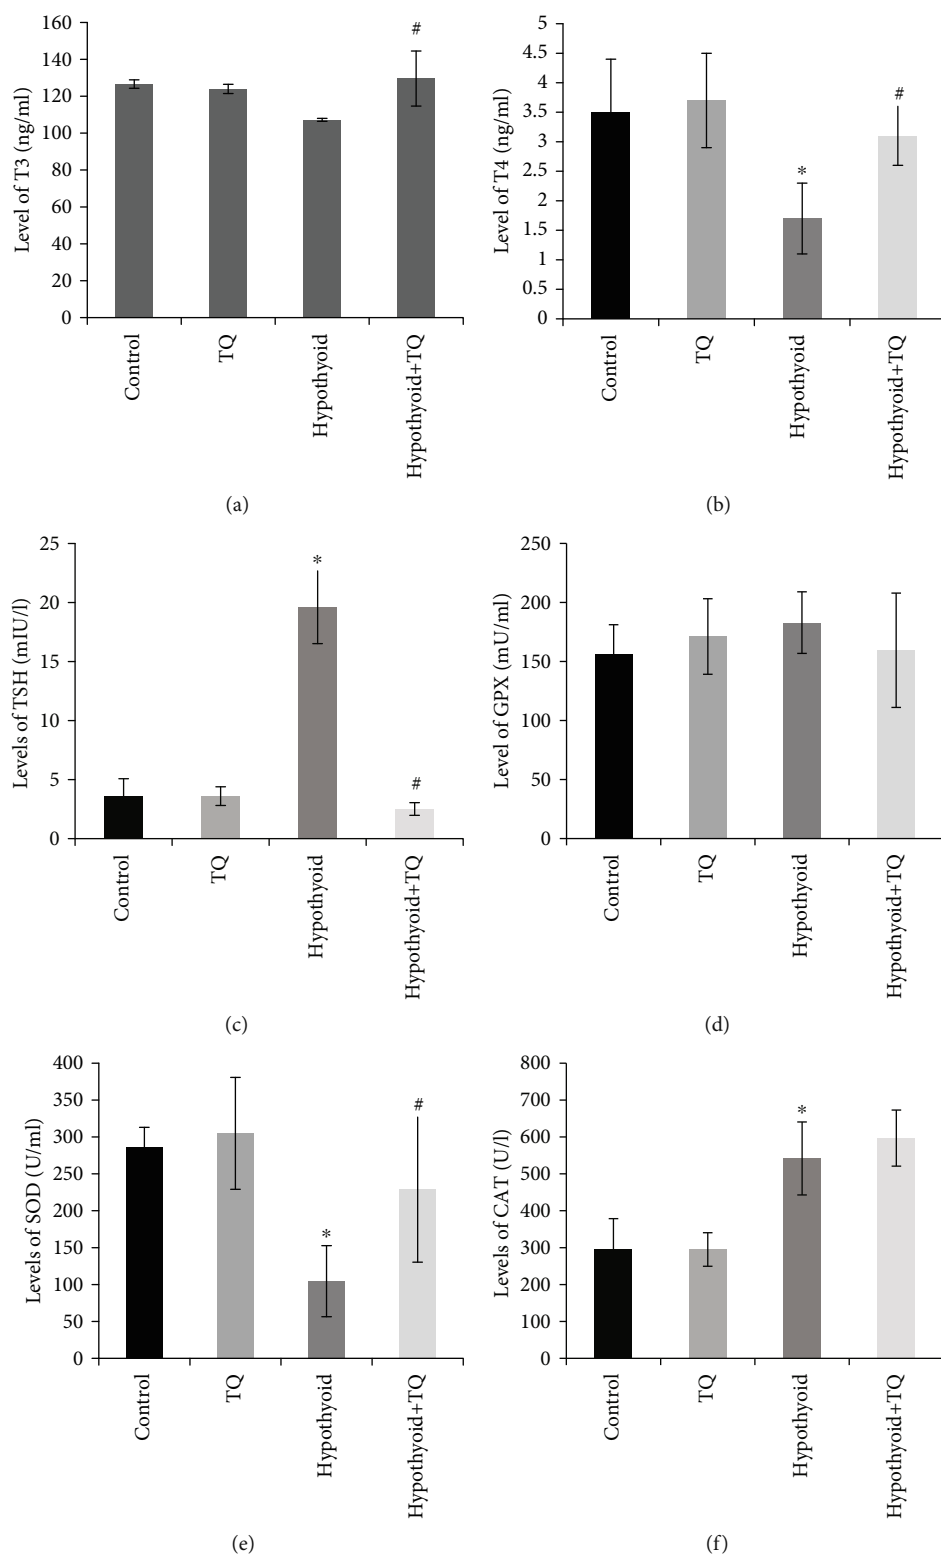 Level of T3 (ng/ml)
160
140
120
100
80
60
40
20
0
#
Control
TQ
Hypothyoid
Hypothyoid+TQ
(a)
Level of T4 (ng/ml)
5
4.5
4
3.5
3
2.5
2
1.5
1
0.5
0
*
#
Control
TQ
Hypothyoid
Hypothyoid+TQ
(b)
Levels of TSH (mIU/l)
25
20
15
10
5
0
*
#
Control
TQ
Hypothyoid
Hypothyoid+TQ
(c)
Level of GPX (mU/ml)
250
200
150
100
50
0
Control
TQ
Hypothyoid
Hypothyoid+TQ
(d)
Levels of SOD (U/ml)
400
350
300
250
200
150
100
50
0
*
#
Control
TQ
Hypothyoid
Hypothyoid+TQ
(e)
Levels of CAT (U/l)
800
700
600
500
400
300
200
100
0
*
Control
TQ
Hypothyoid
Hypothyoid+TQ
(f)